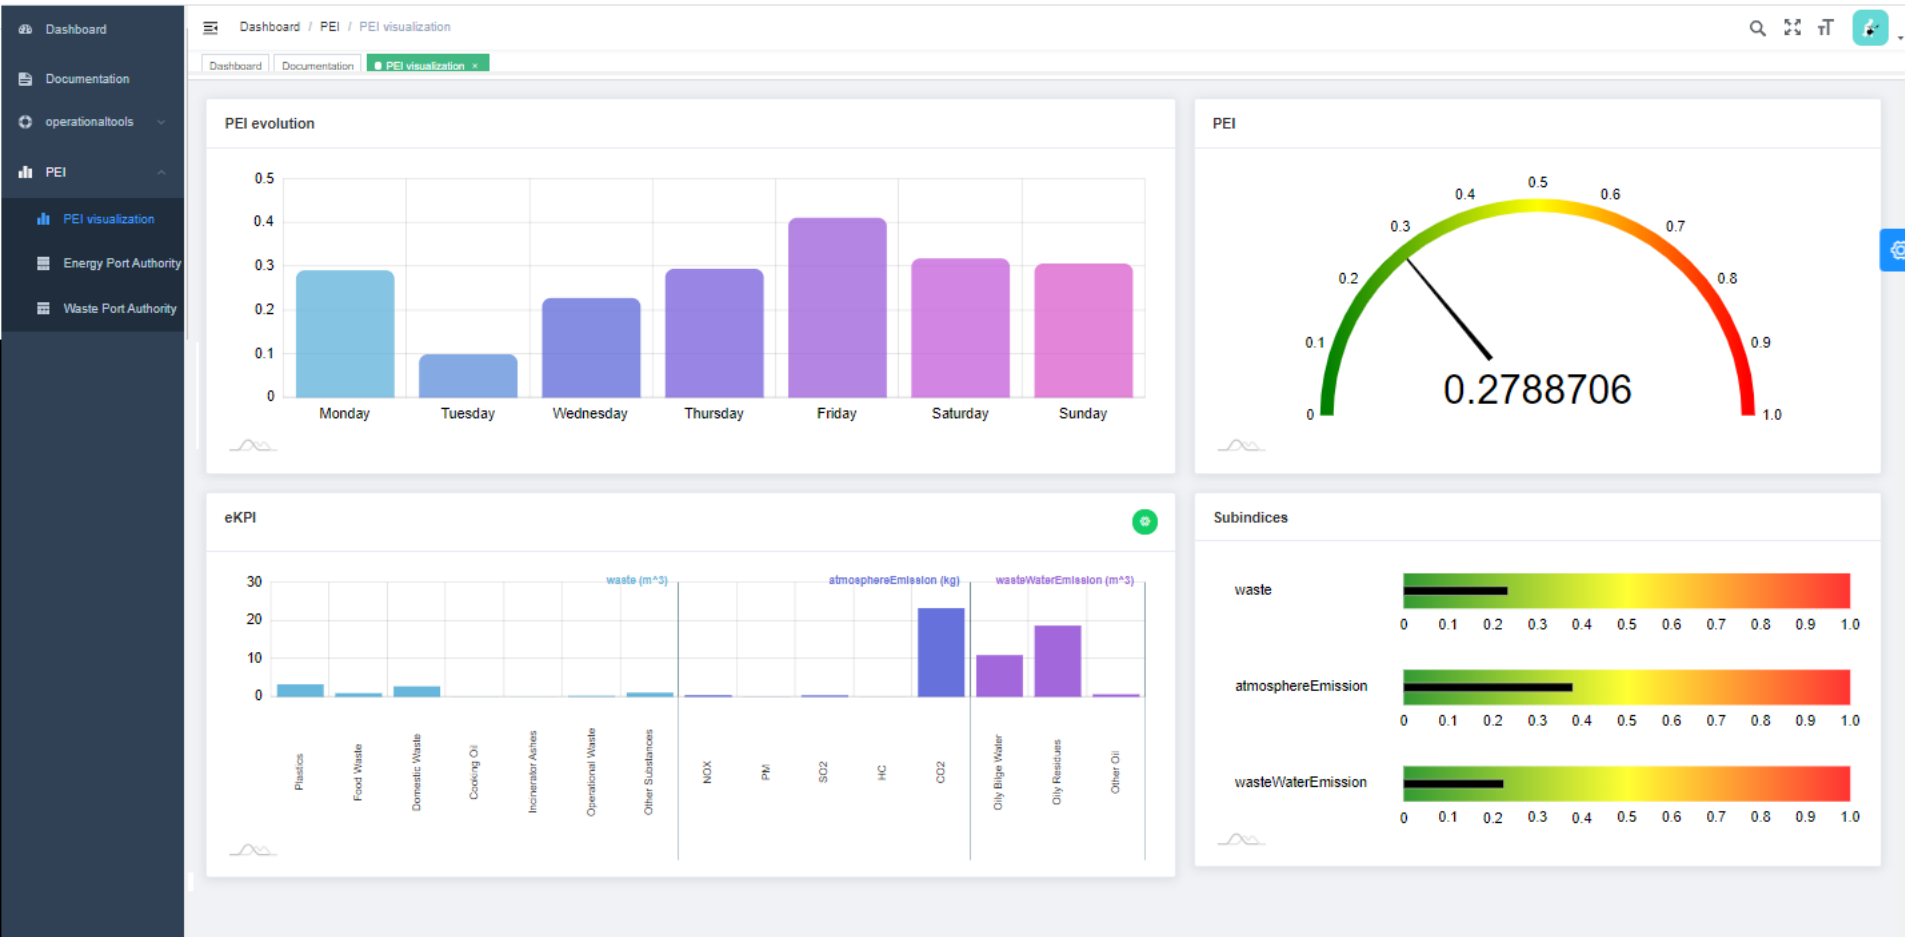 Dashboard
Documentation
operationaltools
PEI
PEI visualization
Energy Port Authority
Waste Port Authority
Dashboard / PEI / PEI visualization
Dashboard
Documentation
PEI visualization ×
PEI evolution
0.5
0.4
0.3
0.2
0.1
0
Monday Tuesday Wednesday Thursday Friday Saturday Sunday
PEI
0 0.1 0.2 0.3 0.4 0.5 0.6 0.7 0.8 0.9 1.0
0.2788706
eKPI
waste (m^3) atmosphereEmission (kg) wasteWaterEmission (m^3)
30
20
10
0
Plastics
Food Waste
Domestic Waste
Cooking Oil
Incinerator Ashes
Operational Waste
Other Substances
NOX
PM
SO2
HC
CO2
Oily Bilge Water
Oily Residues
Other Oil
Subindices
waste
0 0.1 0.2 0.3 0.4 0.5 0.6 0.7 0.8 0.9 1.0
atmosphereEmission
0 0.1 0.2 0.3 0.4 0.5 0.6 0.7 0.8 0.9 1.0
wasteWaterEmission
0 0.1 0.2 0.3 0.4 0.5 0.6 0.7 0.8 0.9 1.0